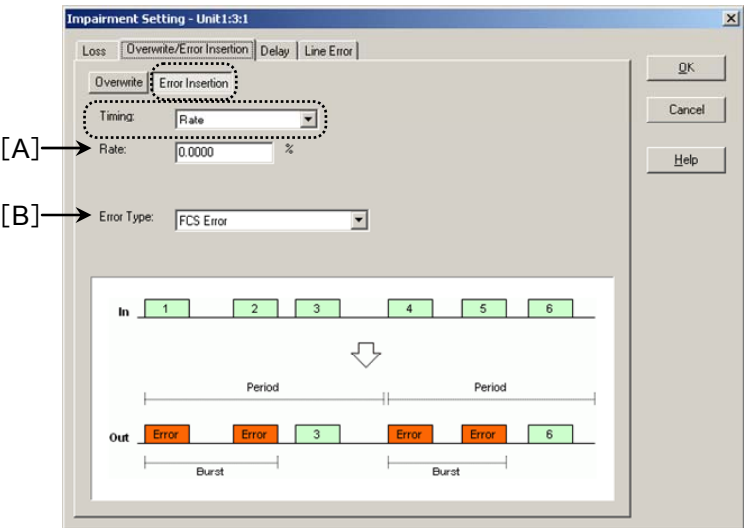 Impairment Setting - Unit1:3:1
Loss Overwrite/Error Insertion Delay Line Error
OK
Overwrite Error Insertion
Timing: Rate
Cancel
[A] Rate: 0.0000 %
Help
[B] Error Type: FCS Error
In 1 2 3 4 5 6
Period Period
Out Error Error 3 Error Error 6
Burst Burst